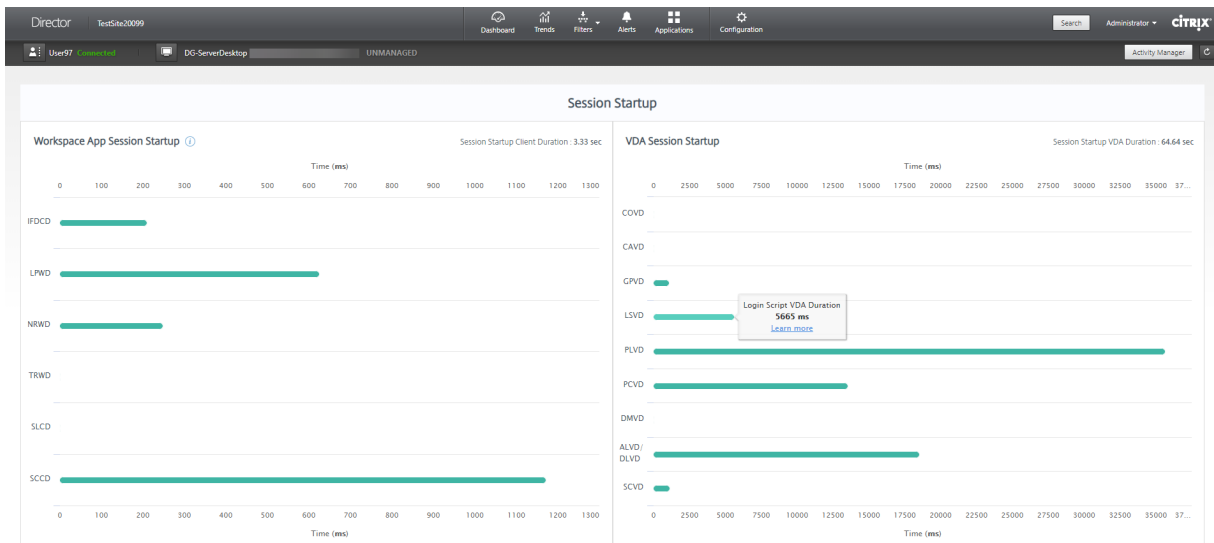 Director TestSite20099 Dashboard Trends Filters Alerts Applications Configuration Search Administrator CITRIX
User97 Connected DG-ServerDesktop UNMANAGED Activity Manager
Session Startup
Workspace App Session Startup Session Startup Client Duration : 3.33 sec
Time (ms)
0 100 200 300 400 500 600 700 800 900 1000 1100 1200 1300
IFDCD
LPWD
NRWD
TRWD
SLCD
SCCD
0 100 200 300 400 500 600 700 800 900 1000 1100 1200 1300
Time (ms)
VDA Session Startup Session Startup VDA Duration : 64.64 sec
Time (ms)
0 2500 5000 7500 10000 12500 15000 17500 20000 22500 25000 27500 30000 32500 35000 37...
COVD
CAVD
GPVD
LSVD
Login Script VDA Duration
5665 ms
Learn more
PLVD
PCVD
DMVD
ALVD/
DLVD
SCVD
0 2500 5000 7500 10000 12500 15000 17500 20000 22500 25000 27500 30000 32500 35000 37...
Time (ms)